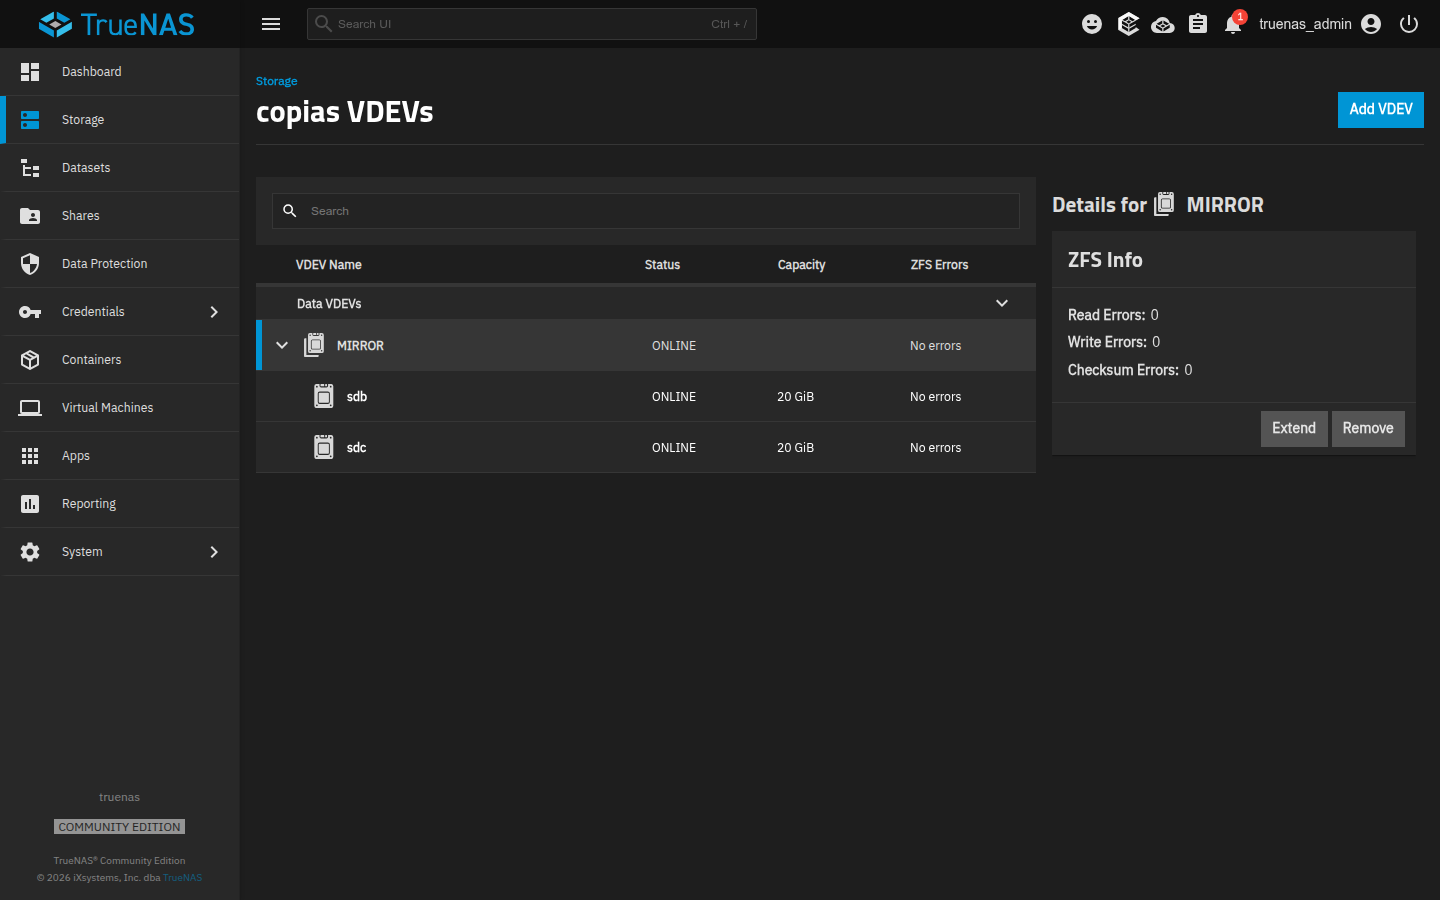 TrueNAS
Search UI
Ctrl + /
1
truenas_admin
Dashboard
Storage
Datasets
Shares
Data Protection
Credentials
Containers
Virtual Machines
Apps
Reporting
System
truenas
COMMUNITY EDITION
TrueNAS® Community Edition
© 2026 iXsystems, Inc. dba TrueNAS
Storage
copias VDEVs
Add VDEV
Search
VDEV Name Status Capacity ZFS Errors
Data VDEVs
MIRROR ONLINE No errors
sdb ONLINE 20 GiB No errors
sdc ONLINE 20 GiB No errors
Details for MIRROR
ZFS Info
Read Errors: 0
Write Errors: 0
Checksum Errors: 0
Extend Remove